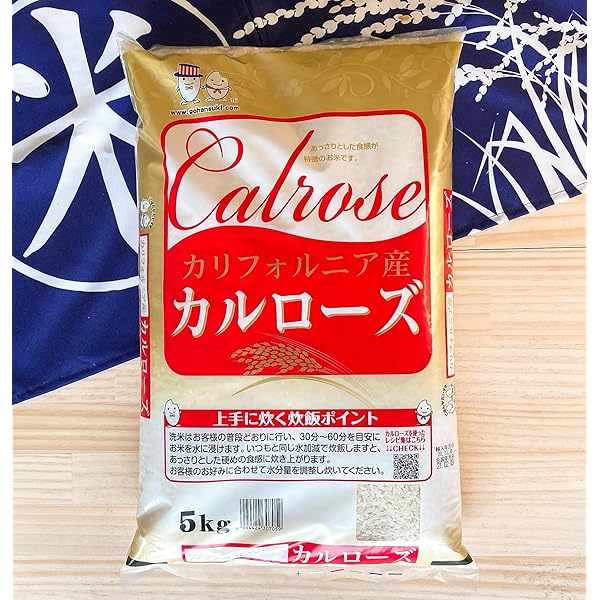 米
www.gohansuki.com
あっさりとした食感が
特徴のお米です。
Calrose
カリフォルニア産
カルローズ
カリフォルニア産
カルローズ
上手に炊く炊飯ポイント
洗米はお客様の普段どおりに行い、30分～60分を目安に
お米を水に浸けます。いつもと同じ水加減で炊飯しますと、
あっさりとした硬めの食感に炊き上がります。
お客様のお好みに合わせて水分量を調整し炊いてください。
カルローズを使った
レシピ集はこちら
↓↓CHECK↓↓
5kg
カルローズ